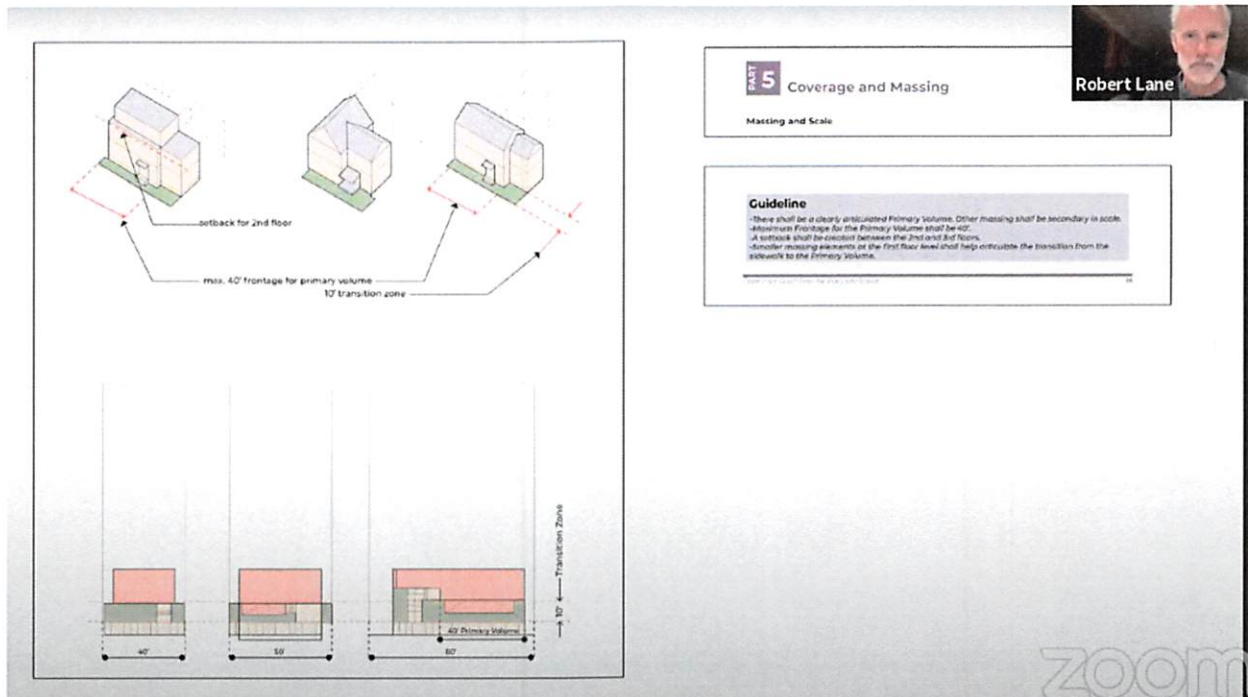 PART 5 Coverage and Massing
Massing and Scale
Robert Lane
Guideline
-There shall be a clearly articulated Primary Volume. Other massing shall be secondary in scale.
-Maximum Frontage for the Primary Volume shall be 40'.
-A setback shall be created between the 2nd and 3rd floors.
-Smaller massing elements at the first floor level shall help articulate the transition from the
sidewalk to the Primary Volume.
setback for 2nd floor
max. 40' frontage for primary volume
10' transition zone
Transition Zone
10'
40' Primary Volume
40'
50'
80'
zoom